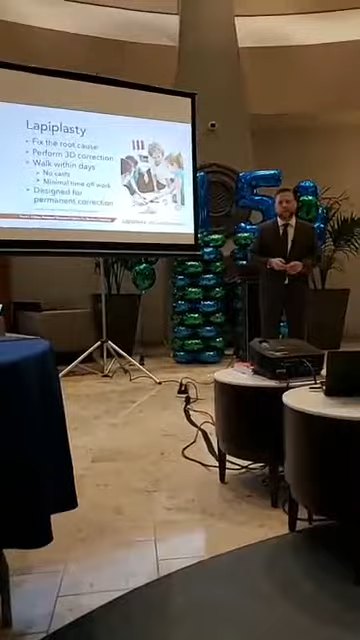 Lapiplasty
• Fix the root cause
• Perform 3D correction
• Walk within days
• No casts
• Minimal time off work
• Designed for
permanent correction
5